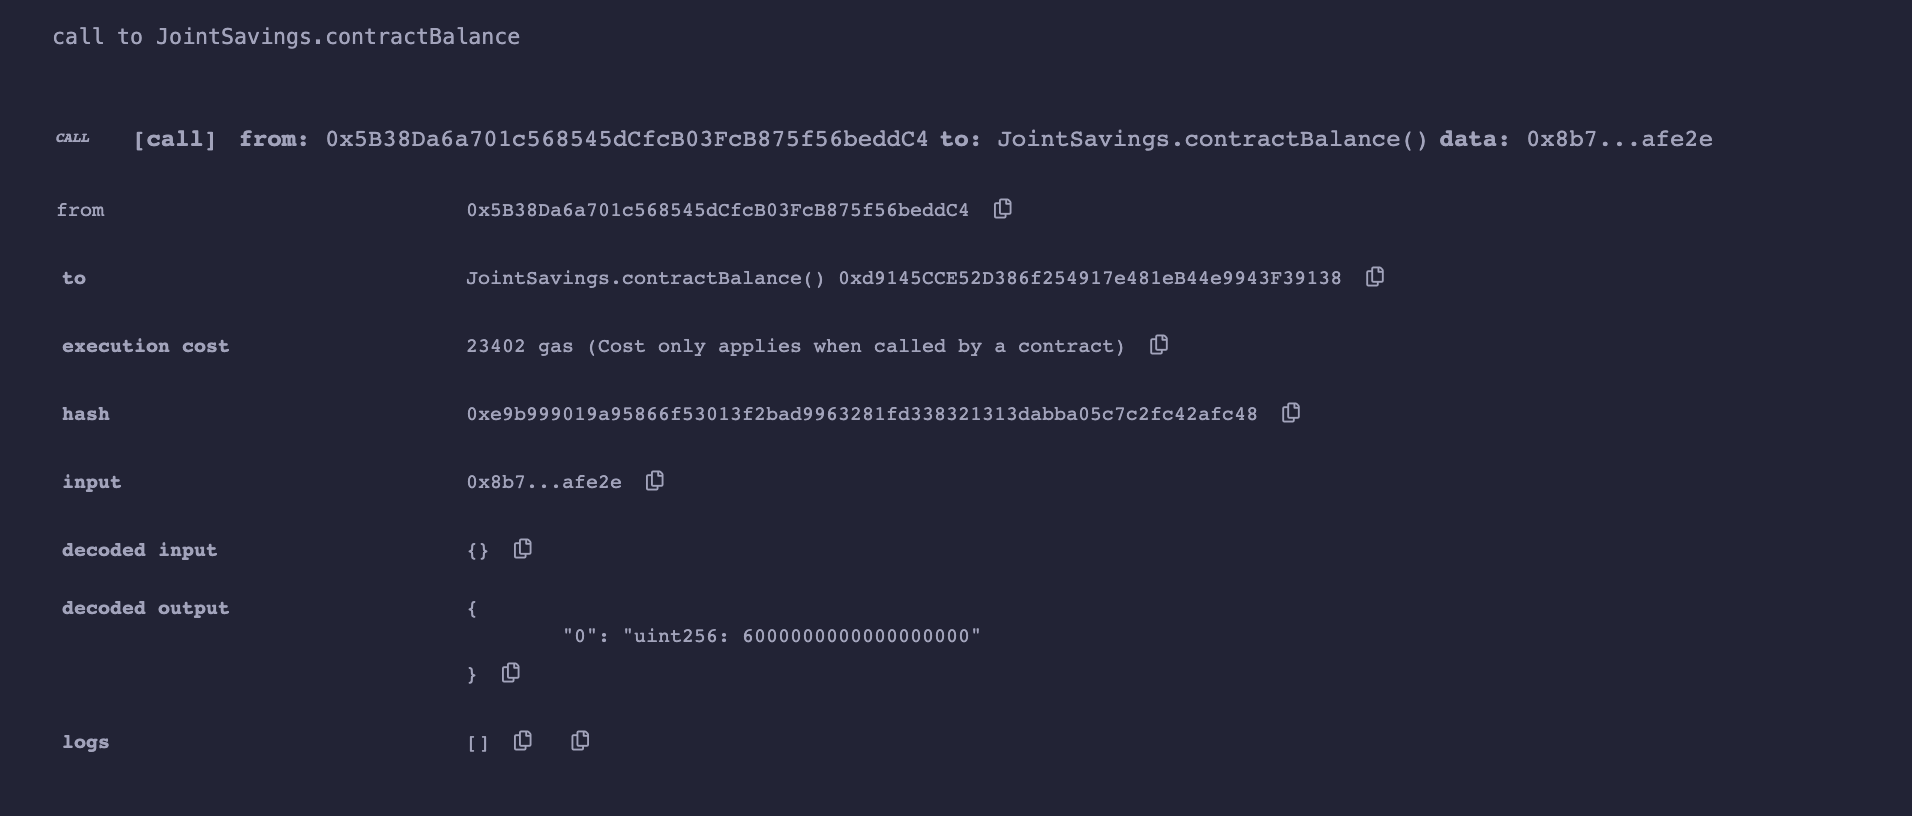 call to JointSavings.contractBalance
CALL [call] from: 0x5B38Da6a701c568545dCfcB03FcB875f56beddC4 to: JointSavings.contractBalance() data: 0x8b7...afe2e
from 0x5B38Da6a701c568545dCfcB03FcB875f56beddC4
to JointSavings.contractBalance() 0xd9145CCE52D386f254917e481eB44e9943F39138
execution cost 23402 gas (Cost only applies when called by a contract)
hash 0xe9b999019a95866f53013f2bad9963281fd338321313dabba05c7c2fc42afc48
input 0x8b7...afe2e
decoded input {}
decoded output {
"0": "uint256: 6000000000000000000"
}
logs []